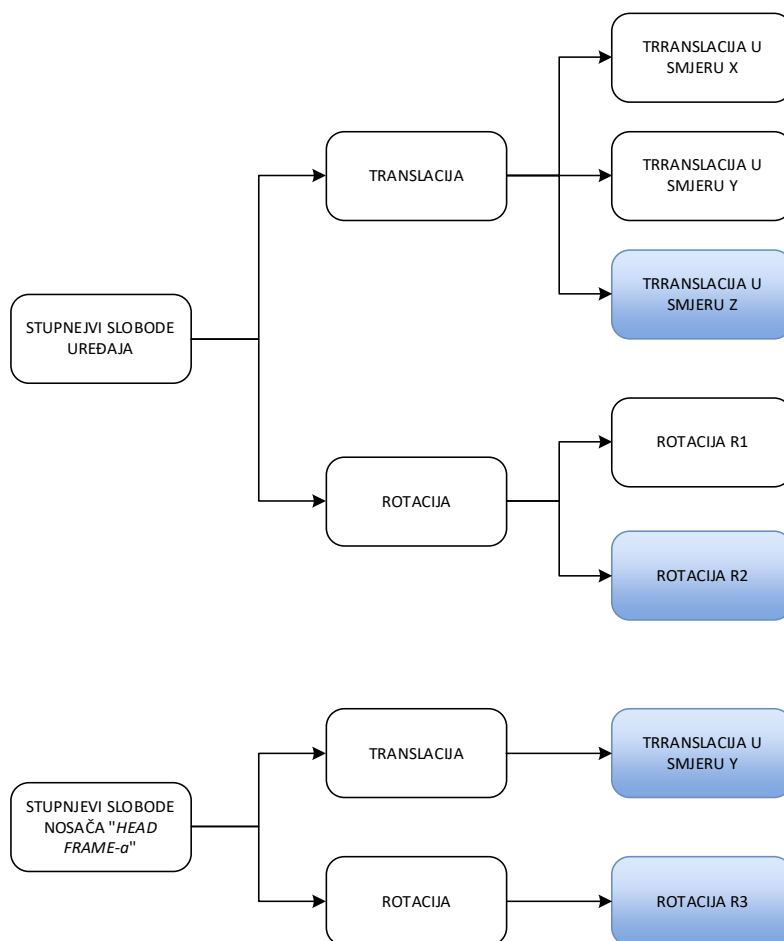 TRRANSLACIJA U
SMJERU X
TRANSLACIJA
TRRANSLACIJA U
SMJERU Y
TRRANSLACIJA U
SMJERU Z
STUPNEJVI SLOBODE
UREĐAJA
ROTACIJA R1
ROTACIJA
ROTACIJA R2
TRANSLACIJA
TRRANSLACIJA U
SMJERU Y
STUPNJEVI SLOBODE
NOSAČA "HEAD
FRAME-a"
ROTACIJA
ROTACIJA R3